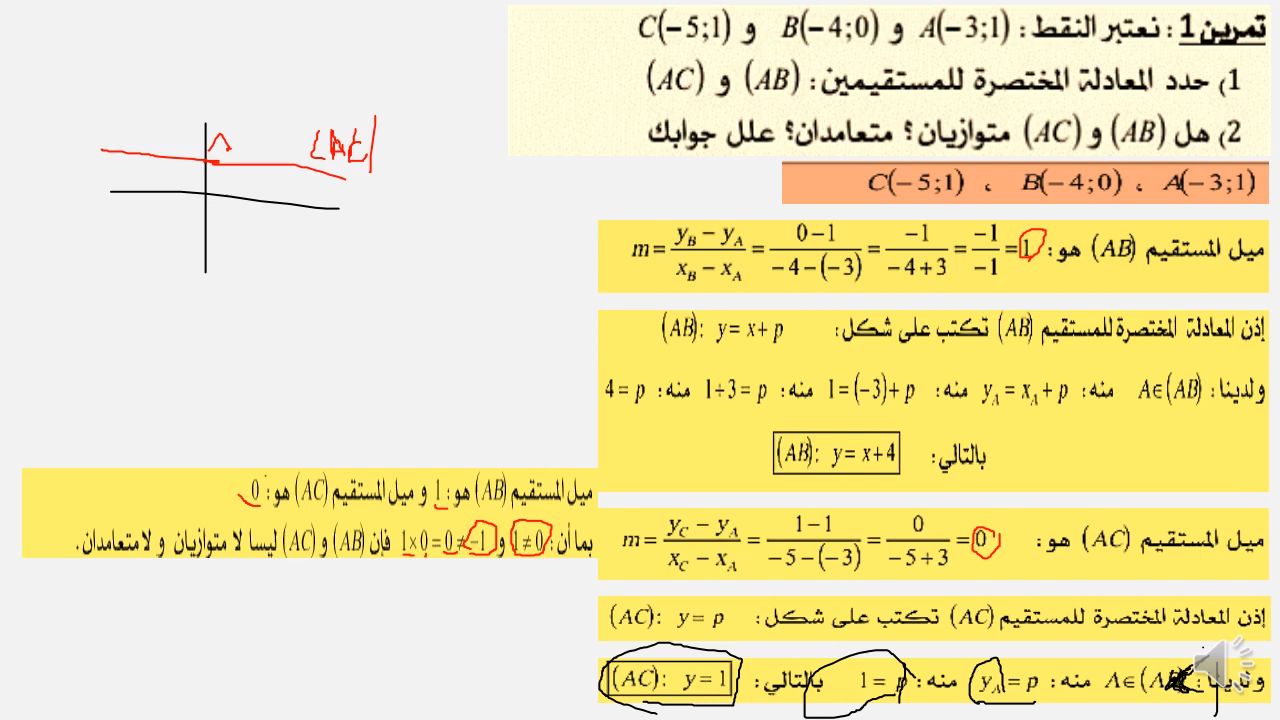 تمرين 1 : نعتبر النقط : A(−3;1) و B(−4;0) و C(−5;1)
1) حدد المعادلة المختصرة للمستقيمين : (AB) و (AC)
2) هل (AB) و (AC) متوازيان ؟ متعامدان؟ علل جوابك
A(−3;1) ، B(−4;0) ، C(−5;1)
ميل المستقيم (AB) هو : m = (y_B − y_A)/(x_B − x_A) = (0−1)/(−4−(−3)) = −1/(−4+3) = −1/−1 = 1
إذن المعادلة المختصرة للمستقيم (AB) تكتب على شكل : (AB): y = x + p
ولدينا : A∈(AB) منه : y_A = x_A + p منه : 1 = (−3) + p منه : 1+3 = p منه : 4 = p
بالتالي : (AB): y = x + 4
ميل المستقيم (AC) هو : m = (y_C − y_A)/(x_C − x_A) = (1−1)/(−5−(−3)) = 0/(−5+3) = 0
إذن المعادلة المختصرة للمستقيم (AC) تكتب على شكل : (AC): y = p
ولدينا : A∈(A منه : y_A = p منه : 1 = p بالتالي : (AC): y = 1
ميل المستقيم (AB) هو : 1 و ميل المستقيم (AC) هو : 0
بما أن : 1≠0 و 1×0 = 0 ≠ −1 فإن (AB) و (AC) ليسا لا متوازيان و لا متعامدان .